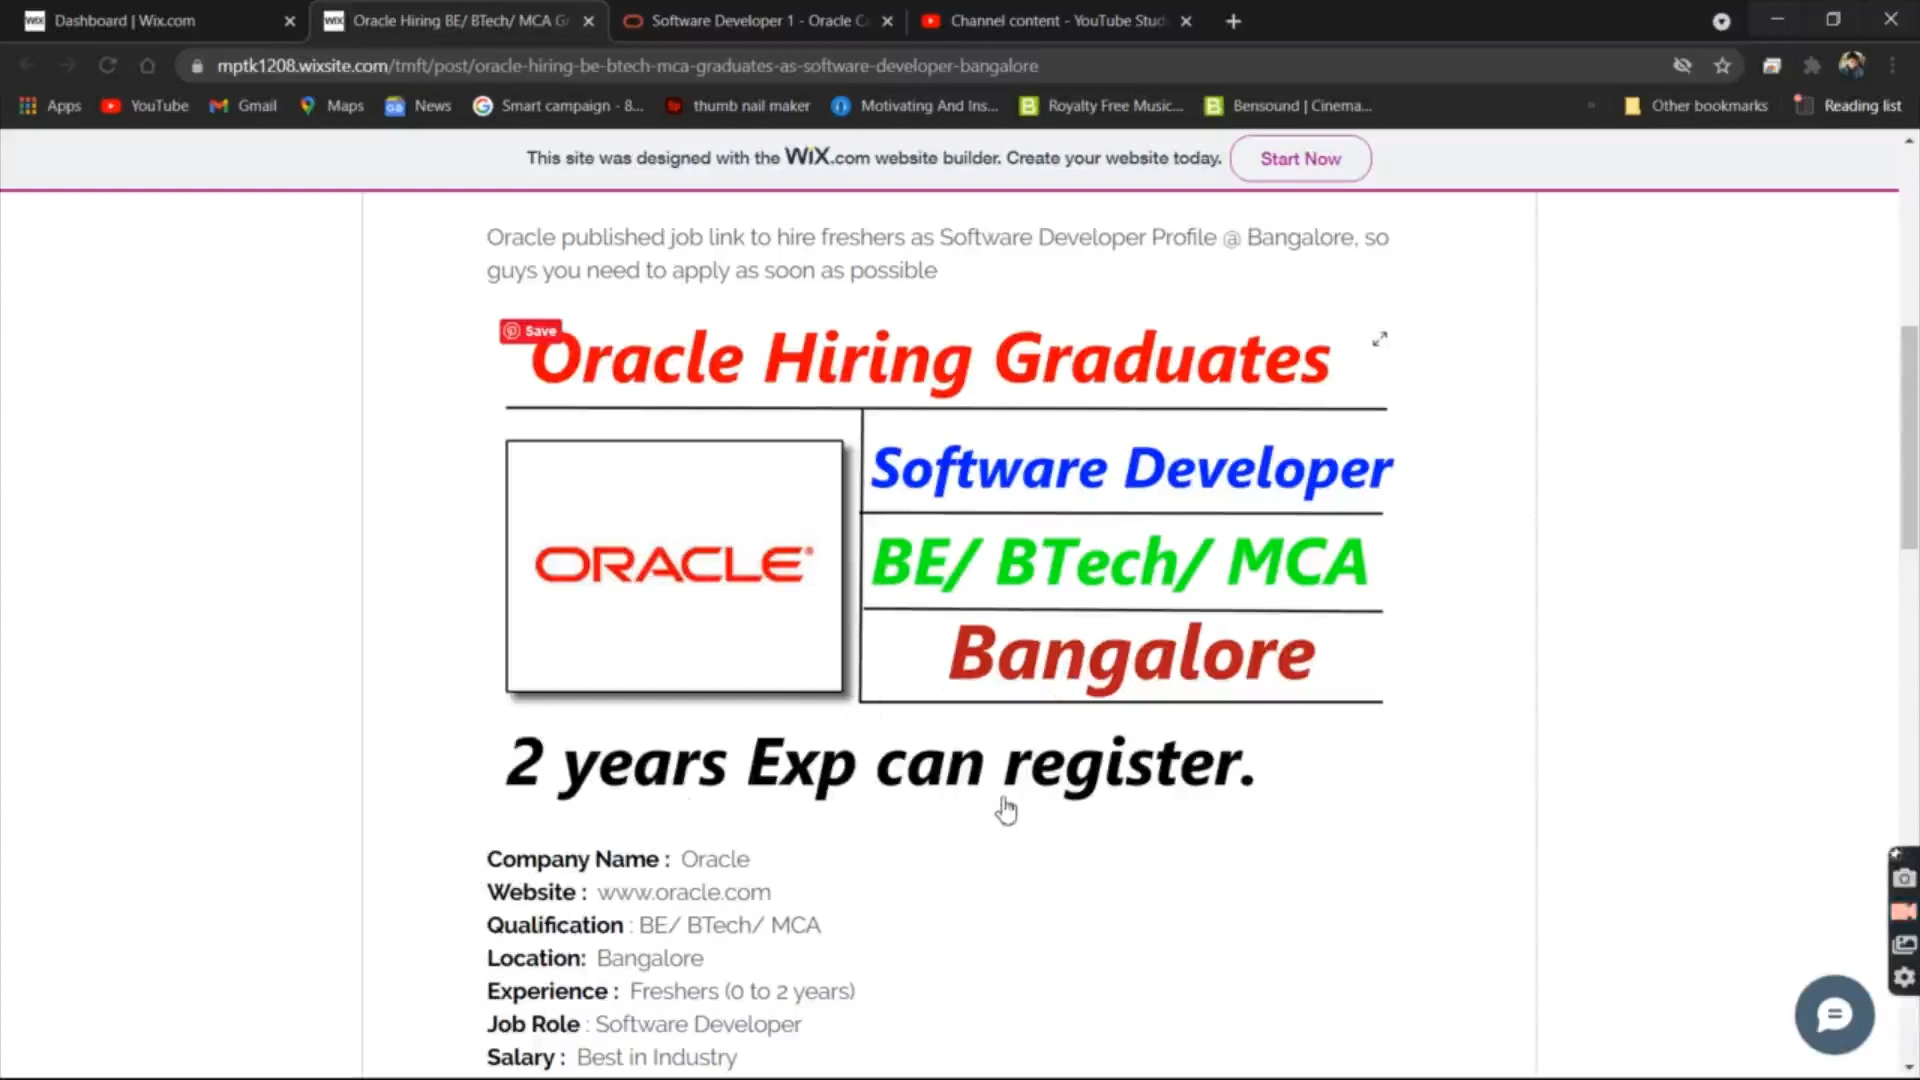 Dashboard | Wix.com
Oracle Hiring BE/ BTech/ MCA G
Software Developer 1 - Oracle C
Channel content - YouTube Stud
mptk1208.wixsite.com/tmft/post/oracle-hiring-be-btech-mca-graduates-as-software-developer-bangalore
Apps
YouTube
Gmail
Maps
News
Smart campaign - 8...
thumb nail maker
Motivating And Ins...
Royalty Free Music...
Bensound | Cinema...
Other bookmarks
Reading list
This site was designed with the WiX.com website builder. Create your website today.
Start Now
Oracle published job link to hire freshers as Software Developer Profile @ Bangalore, so
guys you need to apply as soon as possible
Save
Oracle Hiring Graduates
ORACLE
Software Developer
BE/ BTech/ MCA
Bangalore
2 years Exp can register.
Company Name : Oracle
Website : www.oracle.com
Qualification : BE/ BTech/ MCA
Location: Bangalore
Experience : Freshers (0 to 2 years)
Job Role : Software Developer
Salary : Best in Industry